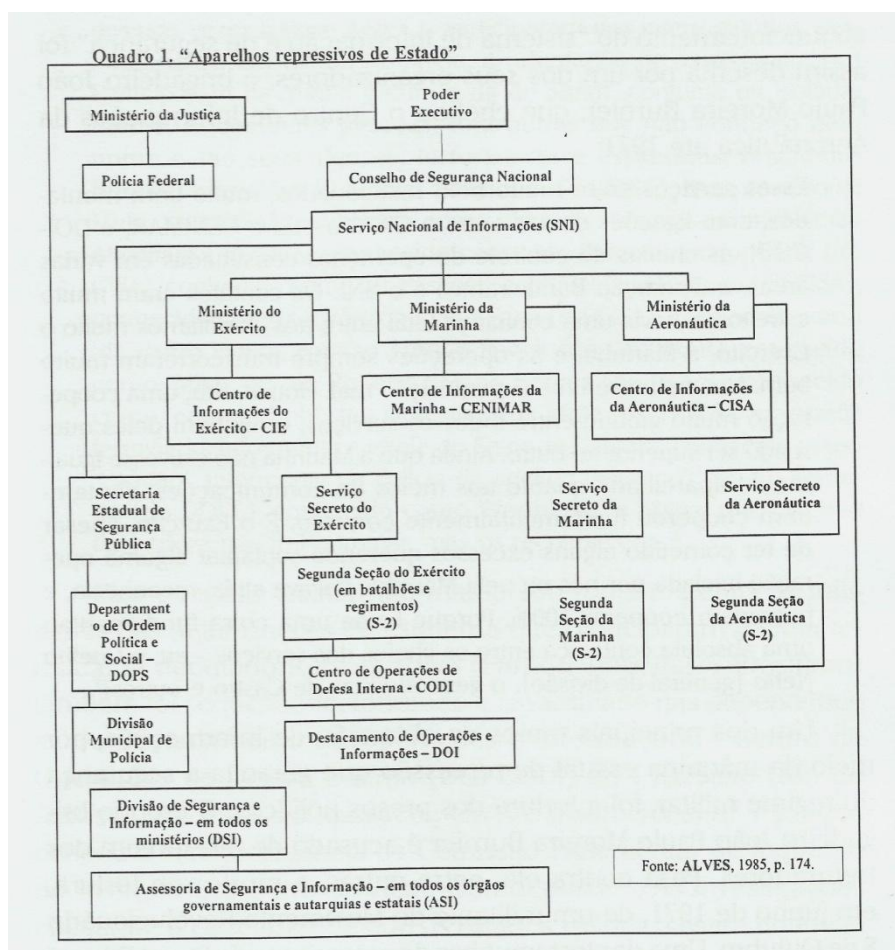 Quadro 1. “Aparelhos repressivos de Estado”
Ministério da Justiça
Poder
Executivo
Polícia Federal
Conselho de Segurança Nacional
Serviço Nacional de Informações (SNI)
Ministério do
Exército
Ministério da
Marinha
Ministério da
Aeronáutica
Centro de
Informações do
Exército – CIE
Centro de Informações da
Marinha – CENIMAR
Centro de Informações
da Aeronáutica – CISA
Secretaria
Estadual de
Segurança
Pública
Serviço
Secreto do
Exército
Serviço
Secreto da
Marinha
Serviço Secreto
da Aeronáutica
Departament
o de Ordem
Política e
Social –
DOPS
Segunda Seção do Exército
(em batalhões e
regimentos)
(S-2)
Segunda
Seção da
Marinha
(S-2)
Segunda Seção
da Aeronáutica
(S-2)
Centro de Operações de
Defesa Interna - CODI
Divisão
Municipal de
Polícia
Destacamento de Operações e
Informações – DOI
Divisão de Segurança e
Informação – em todos os
ministérios (DSI)
Assessoria de Segurança e Informação – em todos os órgãos
governamentais e autarquias e estatais (ASI)
Fonte: ALVES, 1985, p. 174.